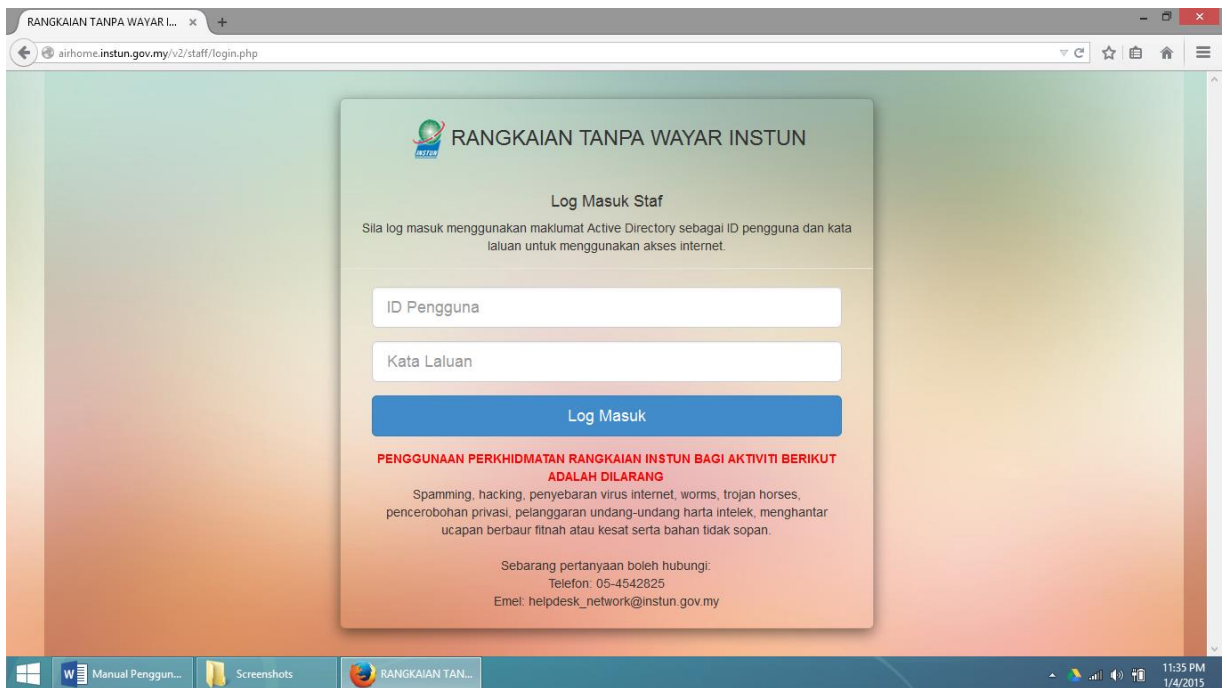 RANGKAIAN TANPA WAYAR I...
airhome.instun.gov.my/v2/staff/login.php
INSTUN
RANGKAIAN TANPA WAYAR INSTUN
Log Masuk Staf
Sila log masuk menggunakan maklumat Active Directory sebagai ID pengguna dan kata
laluan untuk menggunakan akses internet.
ID Pengguna
Kata Laluan
Log Masuk
PENGGUNAAN PERKHIDMATAN RANGKAIAN INSTUN BAGI AKTIVITI BERIKUT
ADALAH DILARANG
Spamming, hacking, penyebaran virus internet, worms, trojan horses,
pencerobohan privasi, pelanggaran undang-undang harta intelek, menghantar
ucapan berbaur fitnah atau kesat serta bahan tidak sopan.
Sebarang pertanyaan boleh hubungi:
Telefon: 05-4542825
Emel: helpdesk_network@instun.gov.my
Manual Penggun...
Screenshots
RANGKAIAN TAN...
11:35 PM
1/4/2015